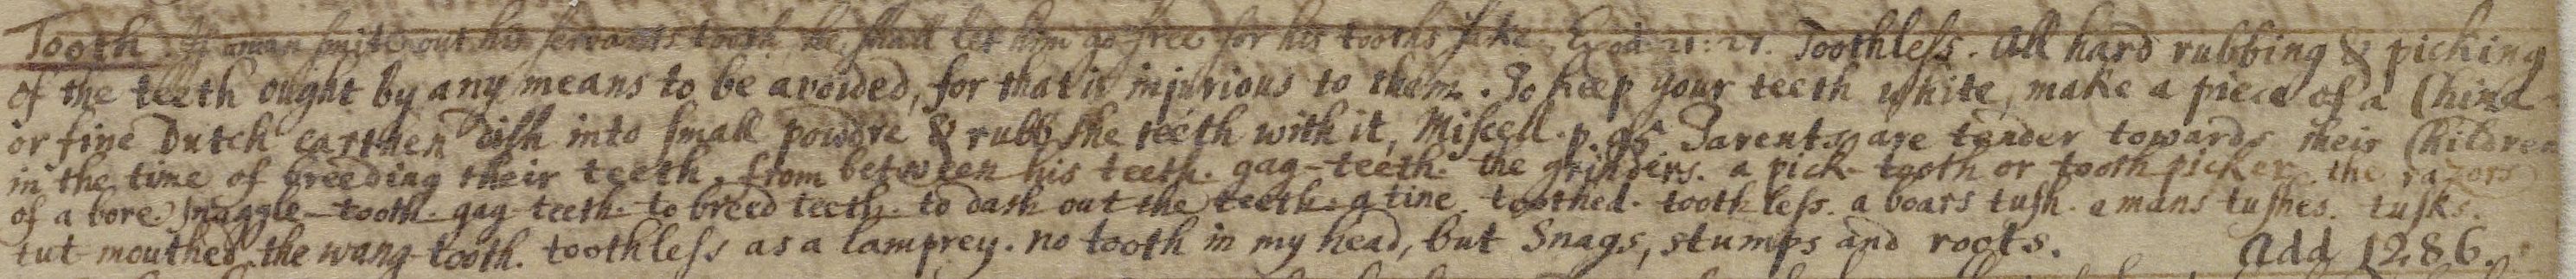 Tooth. If a man smite out his servants tooth, he shall let him go free for his tooths sake. Exod. 21:27. Toothless. All hard rubbing & picking
of the teeth ought by any means to be avoided, for that is injurious to them. To keep your teeth white, make a piece of a China
or fine Dutch earthen dish into small powdre & rubb the teeth with it, Miscell. p. 95. Parents are tender towards their Children
in the time of breeding their teeth. from between his teeth. gag-teeth. the grinders. a pick-tooth or tooth picker. the razors
of a bore. snaggle-tooth. gag-teeth. to breed teeth. to dash out the teeth. a tine. toothed. toothless. a boars tush. a mans tushes. tusks.
tut mouthed. the wang-tooth. toothless as a lamprey. no tooth in my head, but Snags, stumps and roots. Add 1286.